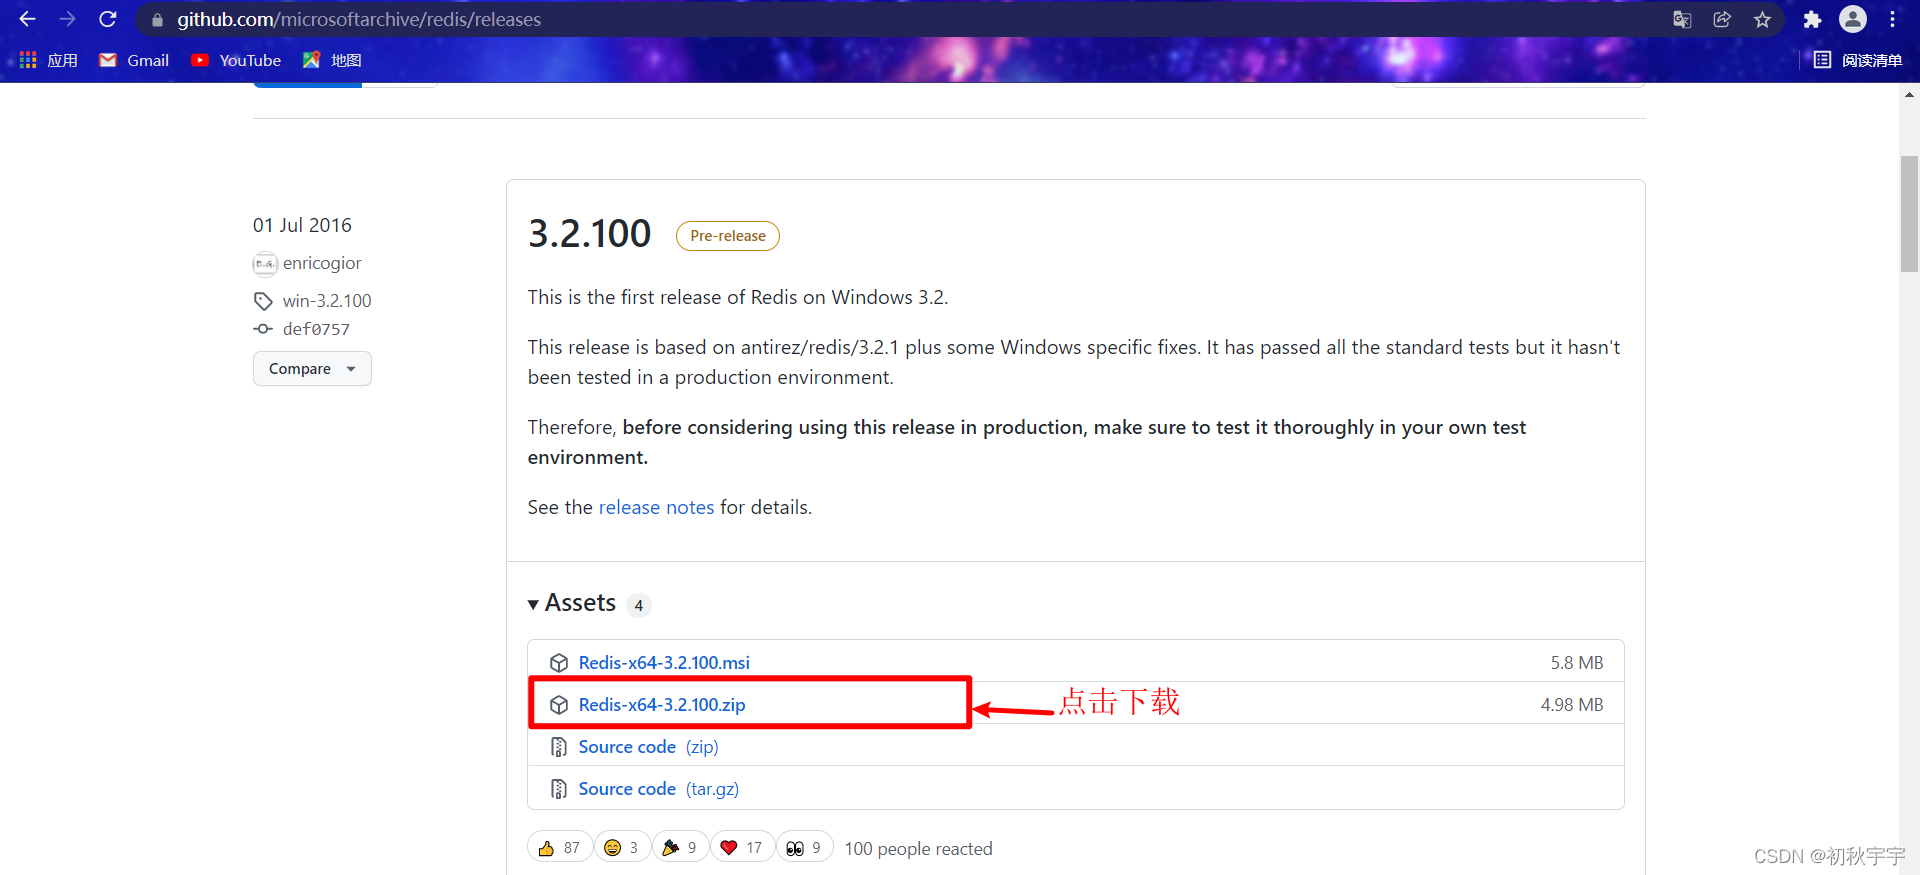 github.com/microsoftarchive/redis/releases
应用 Gmail YouTube 地图 阅读清单
01 Jul 2016
enricogior
win-3.2.100
def0757
Compare
3.2.100 Pre-release
This is the first release of Redis on Windows 3.2.
This release is based on antirez/redis/3.2.1 plus some Windows specific fixes. It has passed all the standard tests but it hasn't
been tested in a production environment.
Therefore, before considering using this release in production, make sure to test it thoroughly in your own test
environment.
See the release notes for details.
Assets 4
Redis-x64-3.2.100.msi 5.8 MB
Redis-x64-3.2.100.zip 点击下载 4.98 MB
Source code (zip)
Source code (tar.gz)
87 3 9 17 9 100 people reacted
CSDN @初秋宇宇